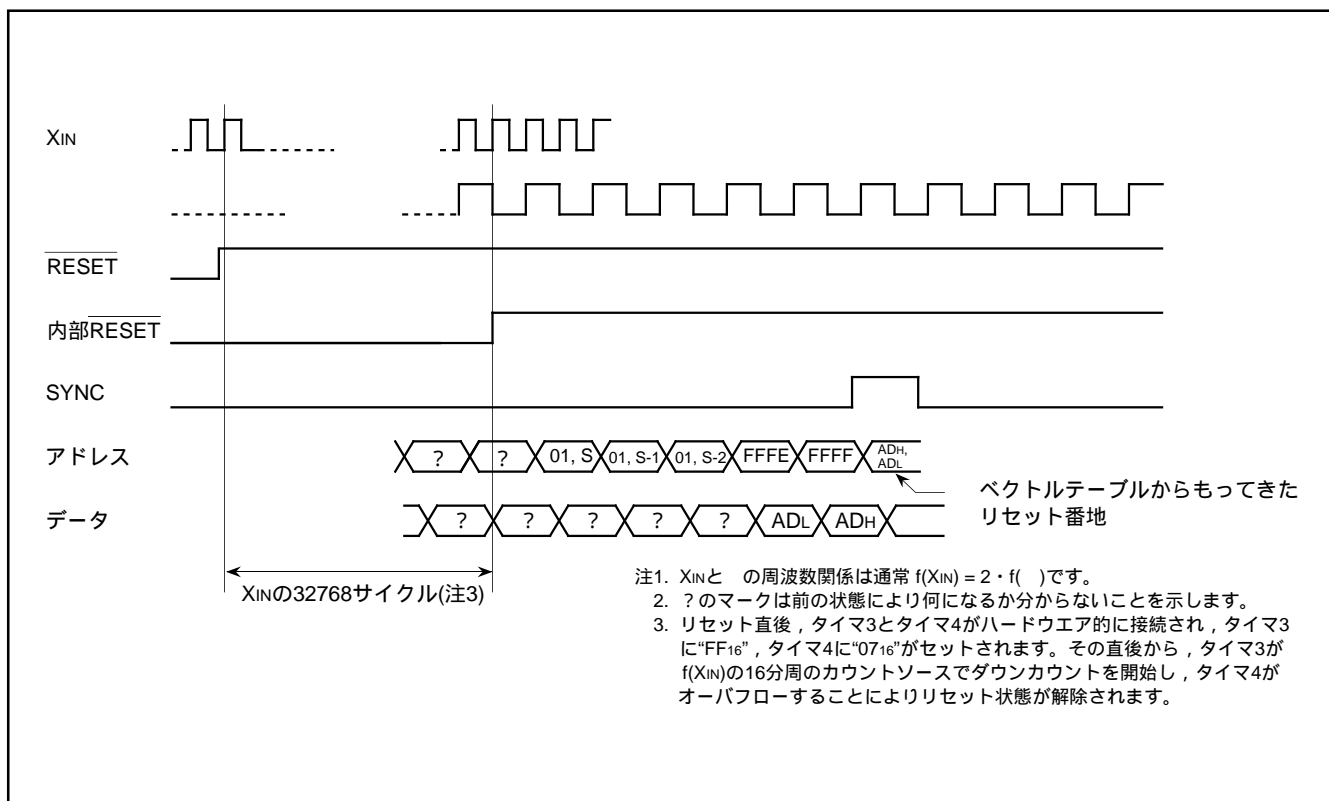 XIN
RESET
内部RESET
SYNC
アドレス
? ? 01, S 01, S-1 01, S-2 FFFE FFFF ADH, ADL
ベクトルテーブルからもってきた
リセット番地
データ
? ? ? ? ? ADL ADH
XINの32768サイクル(注3)
注1. XINと の周波数関係は通常 f(XIN) = 2・f( )です。
2. ?のマークは前の状態により何になるか分からないことを示します。
3. リセット直後，タイマ3とタイマ4がハードウエア的に接続され，タイマ3
に“FF16”，タイマ4に“0716”がセットされます。その直後から，タイマ3が
f(XIN)の16分周のカウントソースでダウンカウントを開始し，タイマ4が
オーバフローすることによりリセット状態が解除されます。